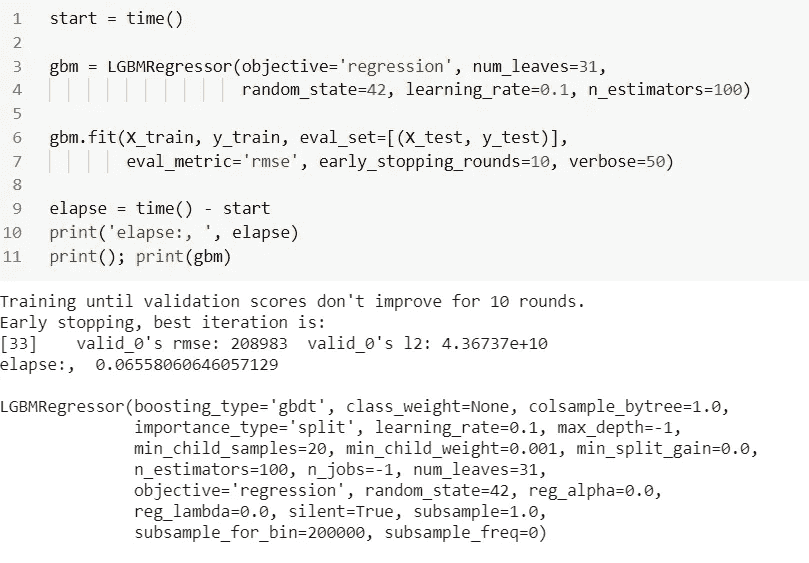 1 start = time()
2
3 gbm = LGBMRegressor(objective='regression', num_leaves=31,
4 random_state=42, learning_rate=0.1, n_estimators=100)
5
6 gbm.fit(X_train, y_train, eval_set=[(X_test, y_test)],
7 eval_metric='rmse', early_stopping_rounds=10, verbose=50)
8
9 elapse = time() - start
10 print('elapse:, ', elapse)
11 print(); print(gbm)
Training until validation scores don't improve for 10 rounds.
Early stopping, best iteration is:
[33] valid_0's rmse: 208983 valid_0's l2: 4.36737e+10
elapse:, 0.06558060646057129
LGBMRegressor(boosting_type='gbdt', class_weight=None, colsample_bytree=1.0,
importance_type='split', learning_rate=0.1, max_depth=-1,
min_child_samples=20, min_child_weight=0.001, min_split_gain=0.0,
n_estimators=100, n_jobs=-1, num_leaves=31,
objective='regression', random_state=42, reg_alpha=0.0,
reg_lambda=0.0, silent=True, subsample=1.0,
subsample_for_bin=200000, subsample_freq=0)